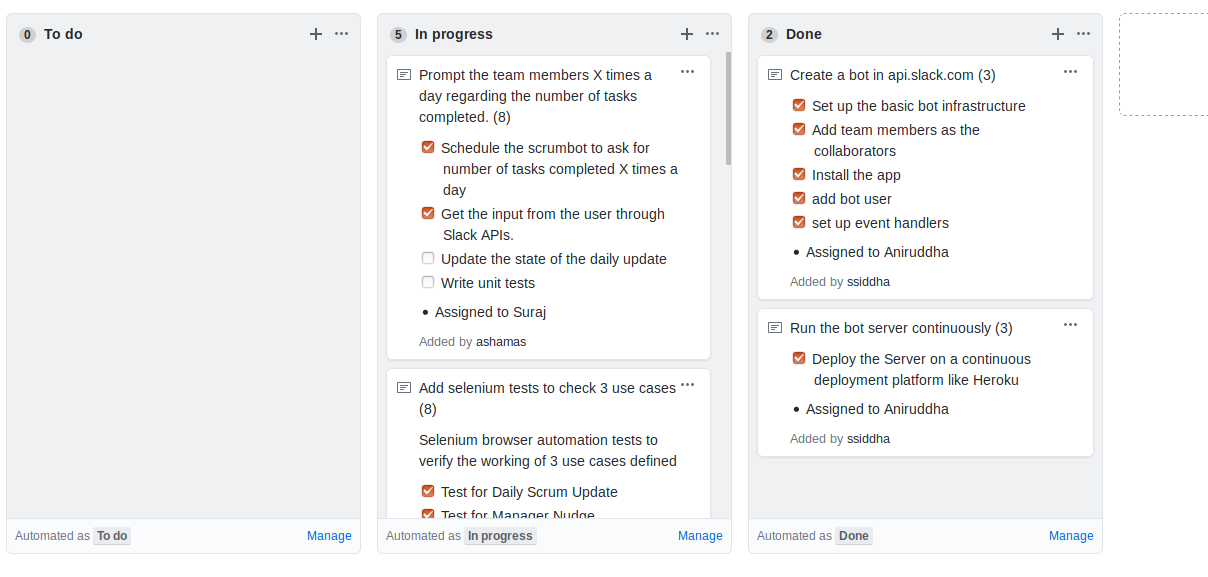 0 To do
Automated as To do
Manage
5 In progress
Prompt the team members X times a
day regarding the number of tasks
completed. (8)
Schedule the scrumbot to ask for
number of tasks completed X times a
day
Get the input from the user through
Slack APIs.
Update the state of the daily update
Write unit tests
• Assigned to Suraj
Added by ashamas
Add selenium tests to check 3 use cases
(8)
Selenium browser automation tests to
verify the working of 3 use cases defined
Test for Daily Scrum Update
Test for Manager Nudge
Automated as In progress
Manage
2 Done
Create a bot in api.slack.com (3)
Set up the basic bot infrastructure
Add team members as the
collaborators
Install the app
add bot user
set up event handlers
• Assigned to Aniruddha
Added by ssiddha
Run the bot server continuously (3)
Deploy the Server on a continuous
deployment platform like Heroku
• Assigned to Aniruddha
Added by ssiddha
Automated as Done
Manage